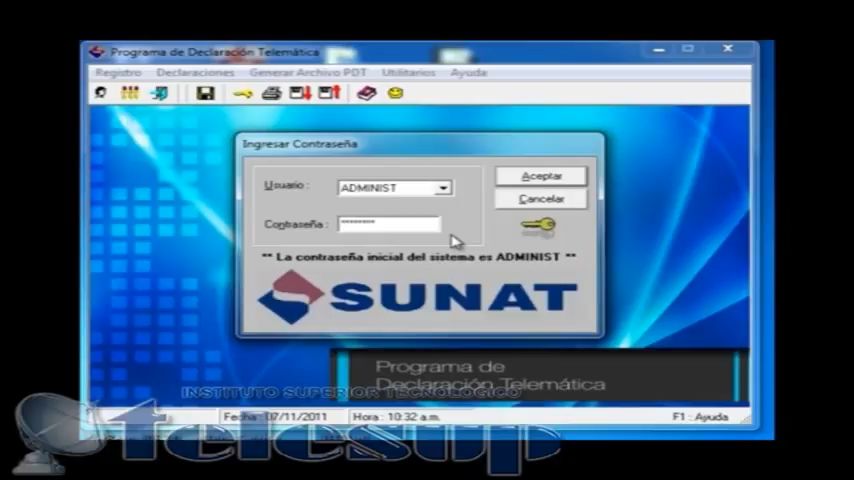 Programa de Declaración Telemática
Registro Declaraciones Generar Archivo PDT Utilitarios Ayuda
Ingresar Contraseña
Usuario : ADMINIST
Aceptar
Cancelar
Contraseña : ********
** La contraseña inicial del sistema es ADMINIST **
SUNAT
Programa de
Declaración Telemática
INSTITUTO SUPERIOR TECNOLOGICO
Fecha : 07/11/2011 Hora : 10:32 a.m. F1 : Ayuda
Telesup